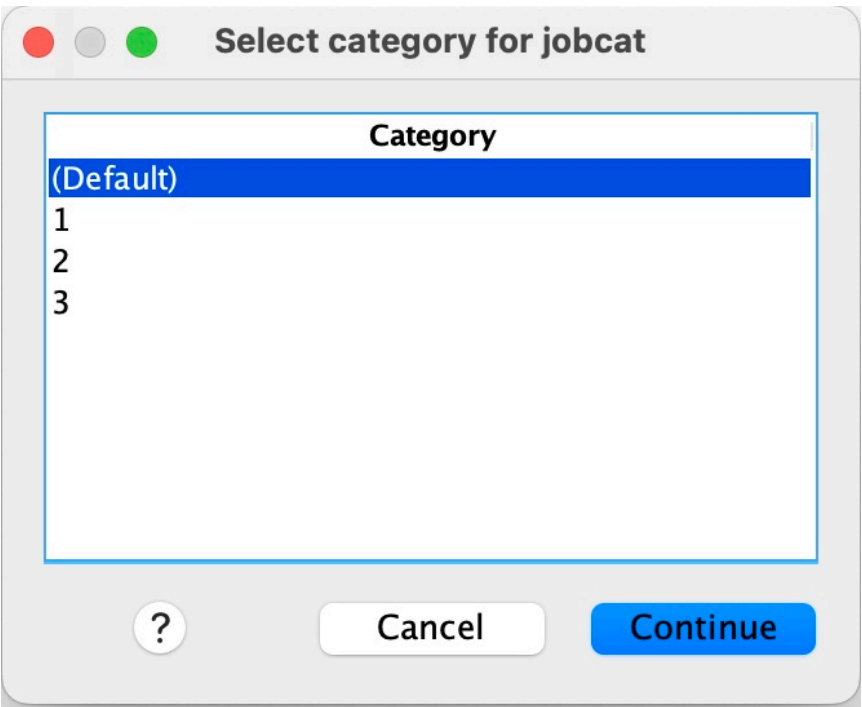 Select category for jobcat
Category
(Default)
1
2
3
?
Cancel
Continue